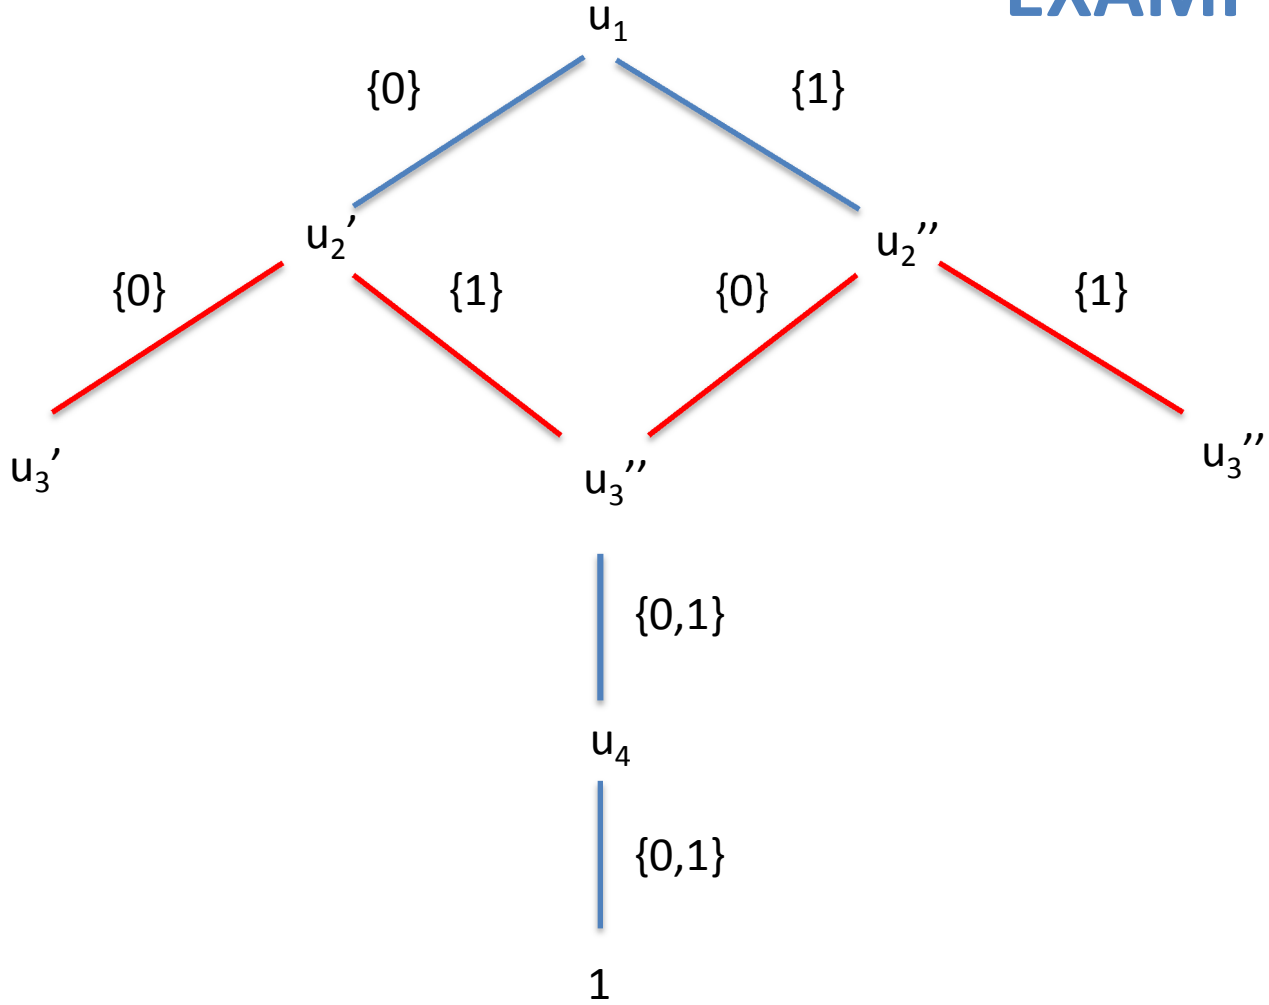 u₁
{0} {1}
u₂′ u₂′′
{0} {1} {0} {1}
u₃′ u₃′′ u₃′′
{0,1}
u₄
{0,1}
1